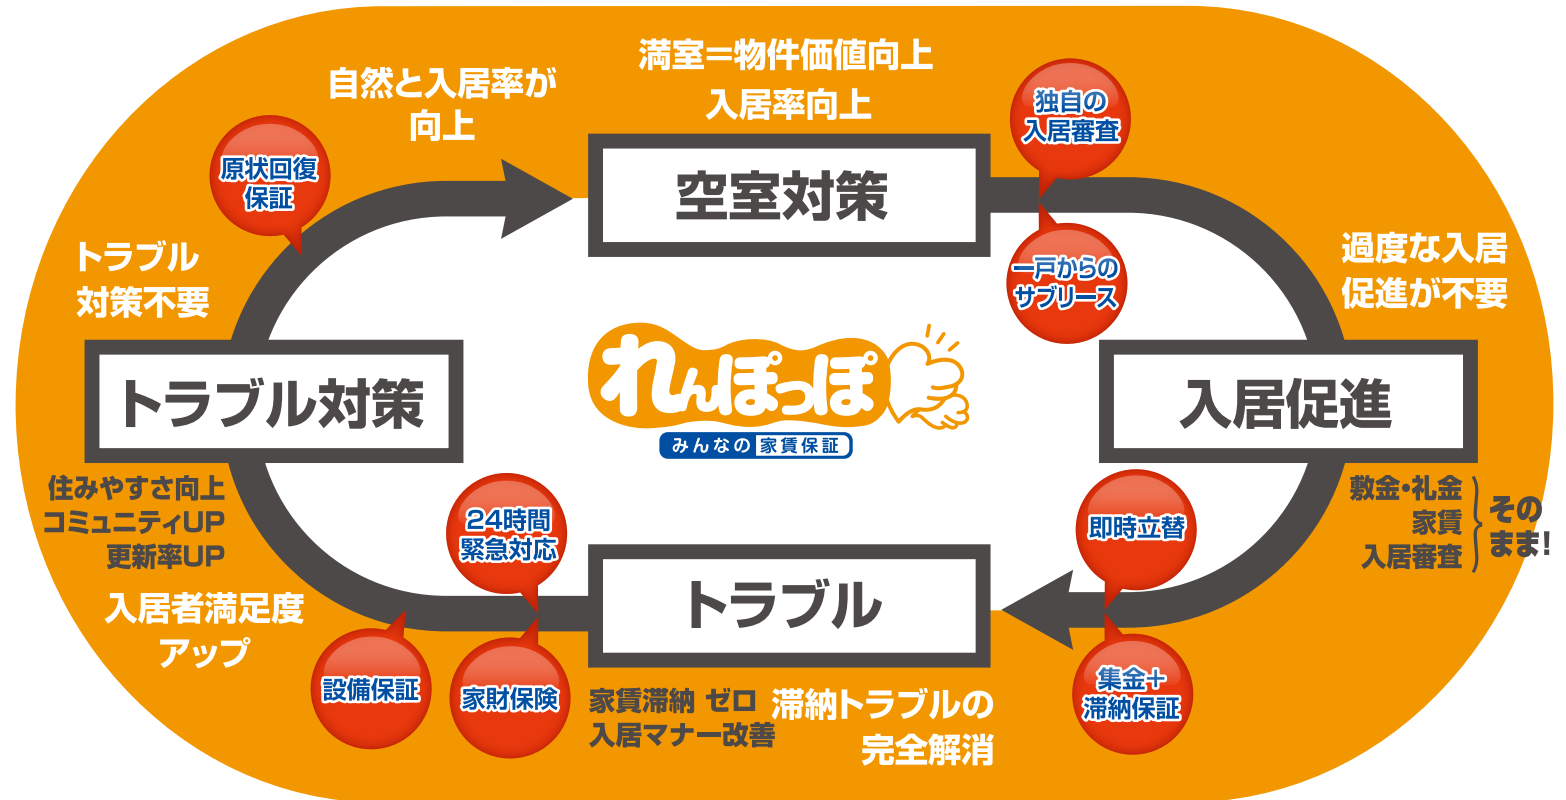 満室＝物件価値向上
入居率向上
自然と入居率が
向上
独自の
入居審査
原状回復
保証
空室対策
一戸からの
サブリース
トラブル
対策不要
過度な入居
促進が不要
れんぽっぽ
みんなの家賃保証
トラブル対策
入居促進
住みやすさ向上
コミュニティUP
更新率UP
入居者満足度
アップ
24時間
緊急対応
即時立替
敷金・礼金
家賃
入居審査
そのまま!
トラブル
設備保証
家財保険
集金＋
滞納保証
家賃滞納 ゼロ
入居マナー改善
滞納トラブルの
完全解消